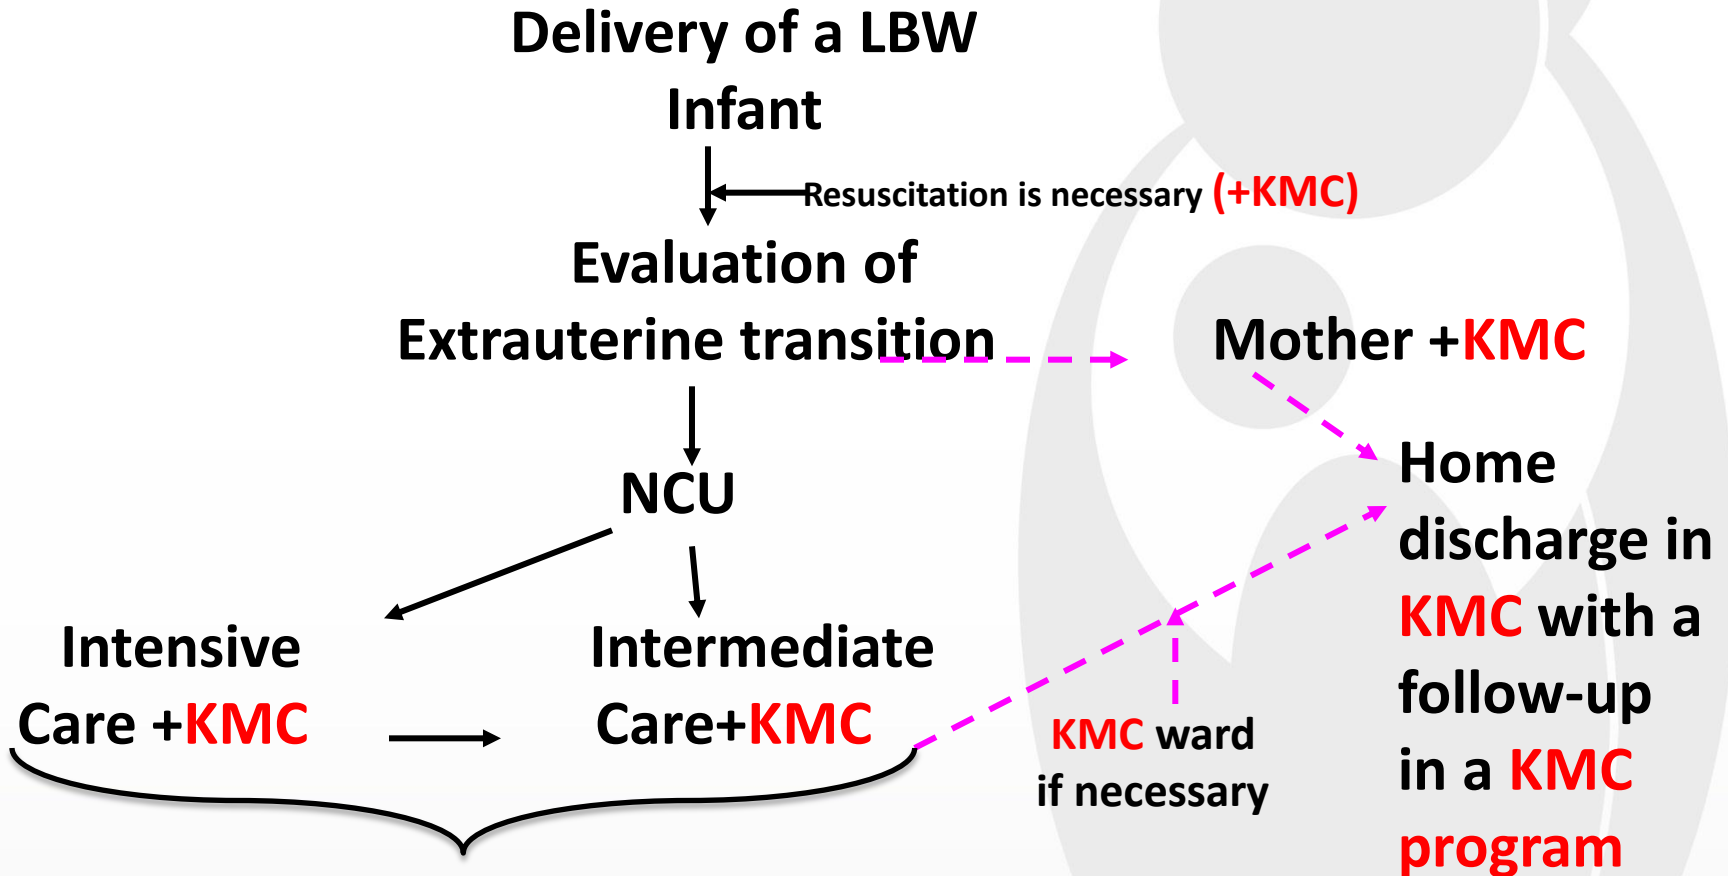 Delivery of a LBW
Infant
Resuscitation is necessary (+KMC)
Evaluation of
Extrauterine transition
Mother +KMC
NCU
Home
discharge in
KMC with a
follow-up
in a KMC
program
Intensive
Care +KMC
Intermediate
Care+KMC
KMC ward
if necessary